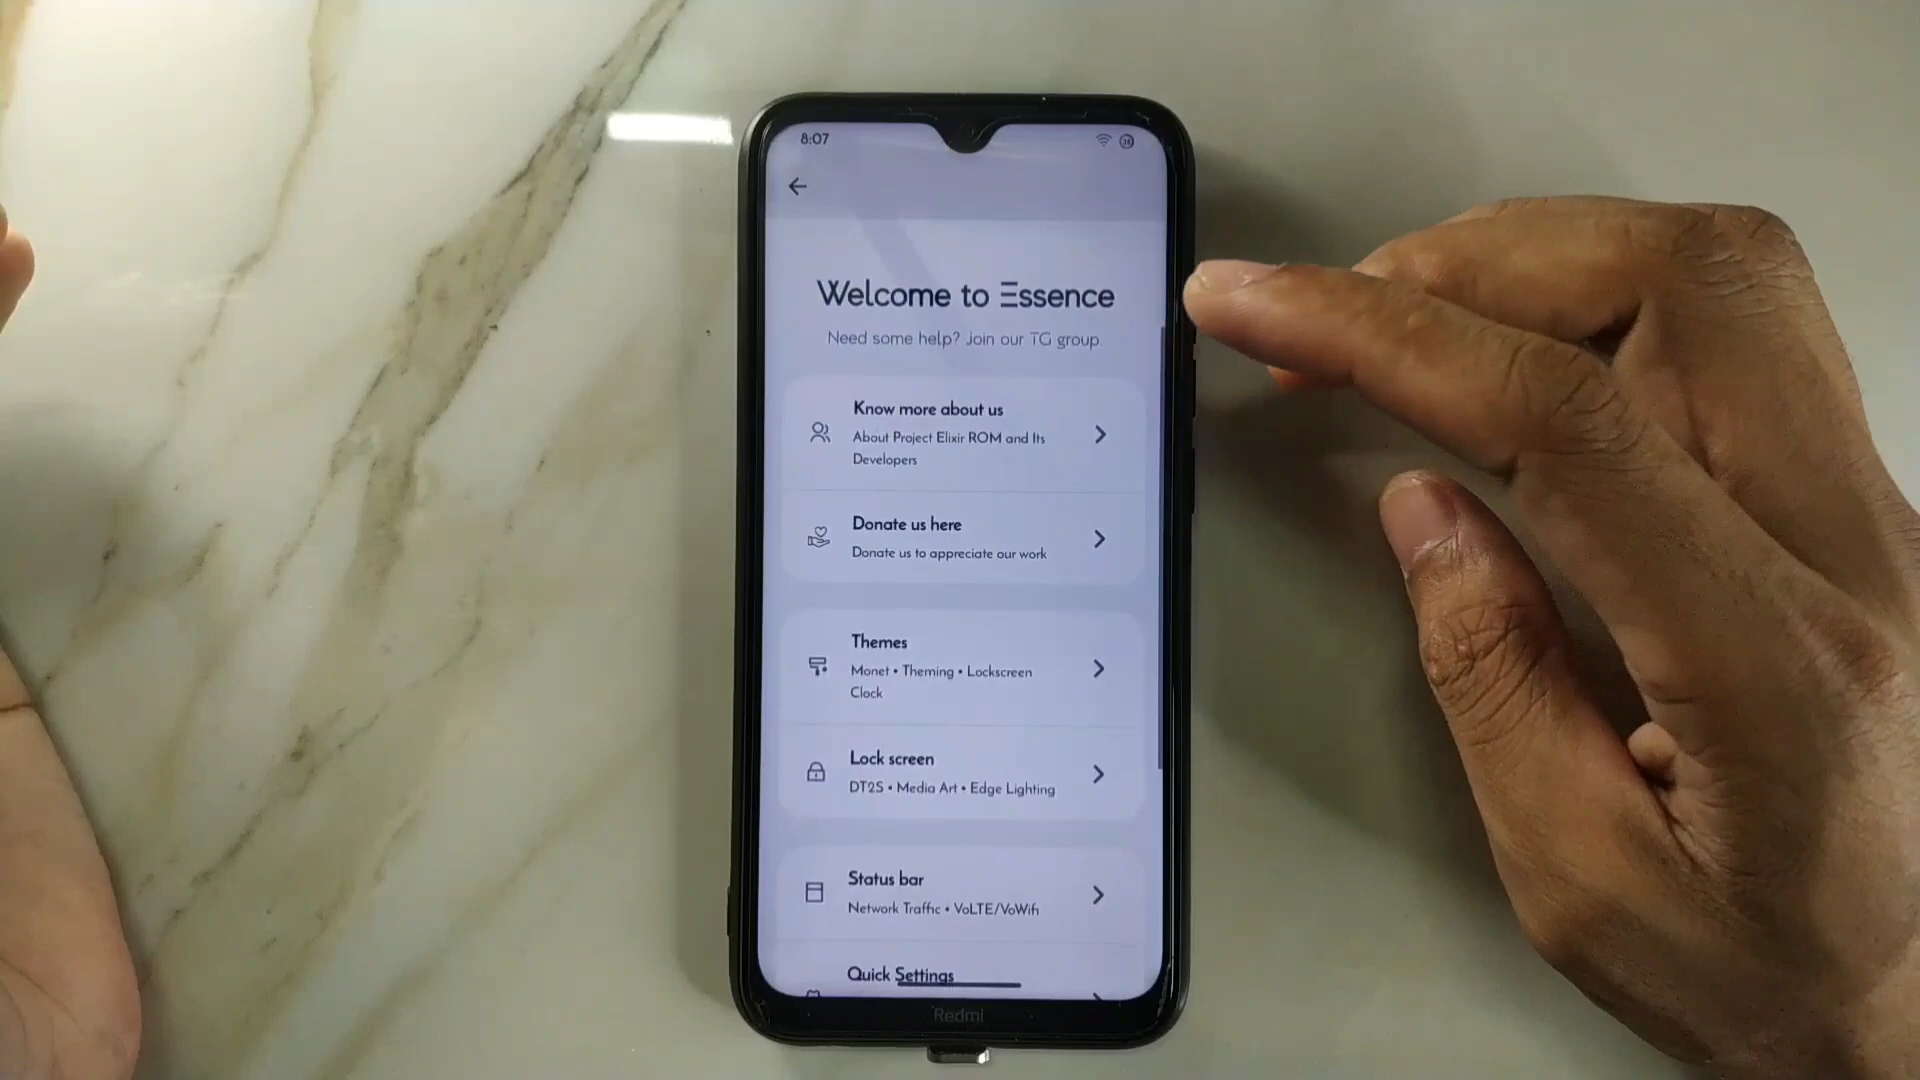 8:07
Welcome to Essence
Need some help? Join our TG group.
Know more about us
About Project Elixir ROM and Its
Developers
Donate us here
Donate us to appreciate our work
Themes
Monet • Theming • Lockscreen
Clock
Lock screen
DT2S • Media Art • Edge Lighting
Status bar
Network Traffic • VoLTE/VoWifi
Quick Settings
Redmi